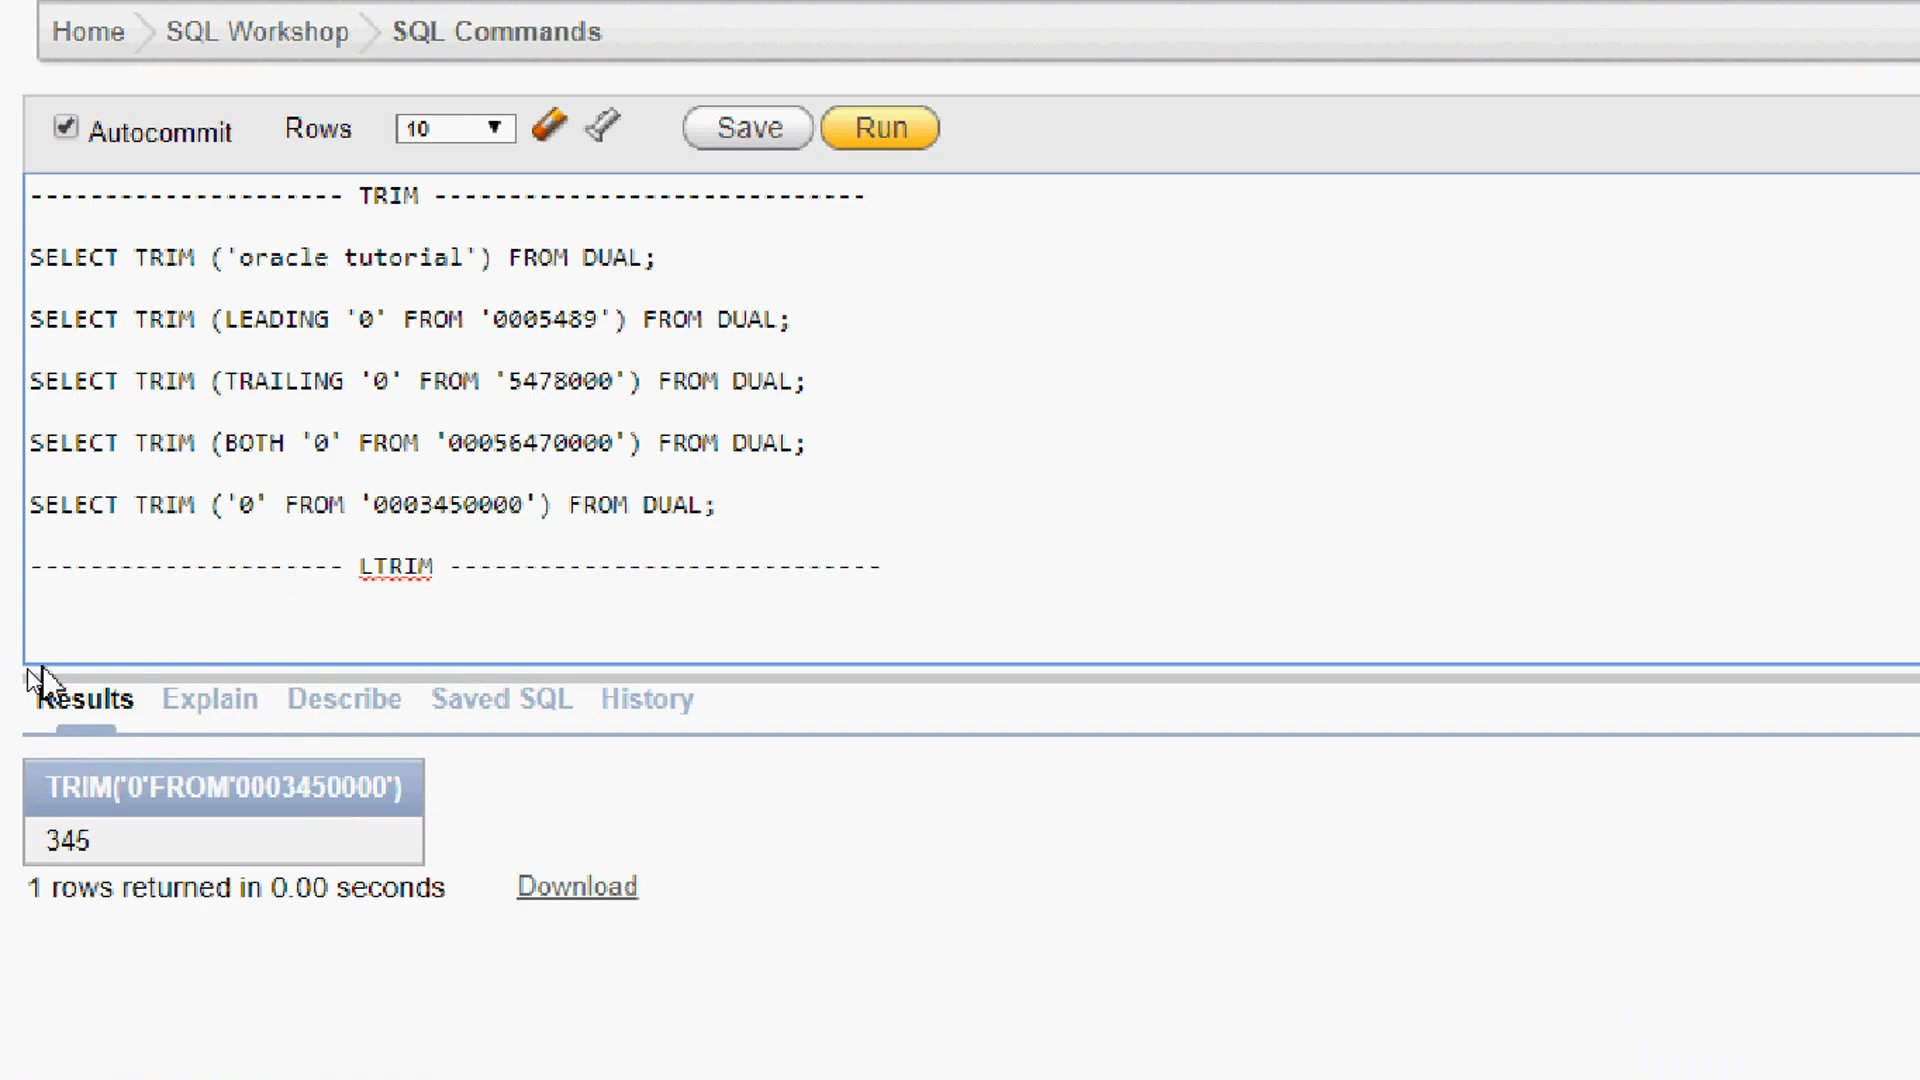 Home SQL Workshop SQL Commands
Autocommit Rows 10 Save Run
--------------------- TRIM -----------------------------
SELECT TRIM ('oracle tutorial') FROM DUAL;
SELECT TRIM (LEADING '0' FROM '0005489') FROM DUAL;
SELECT TRIM (TRAILING '0' FROM '5478000') FROM DUAL;
SELECT TRIM (BOTH '0' FROM '00056470000') FROM DUAL;
SELECT TRIM ('0' FROM '0003450000') FROM DUAL;
--------------------- LTRIM -----------------------------
Results Explain Describe Saved SQL History
TRIM('0'FROM'0003450000')
345
1 rows returned in 0.00 seconds Download